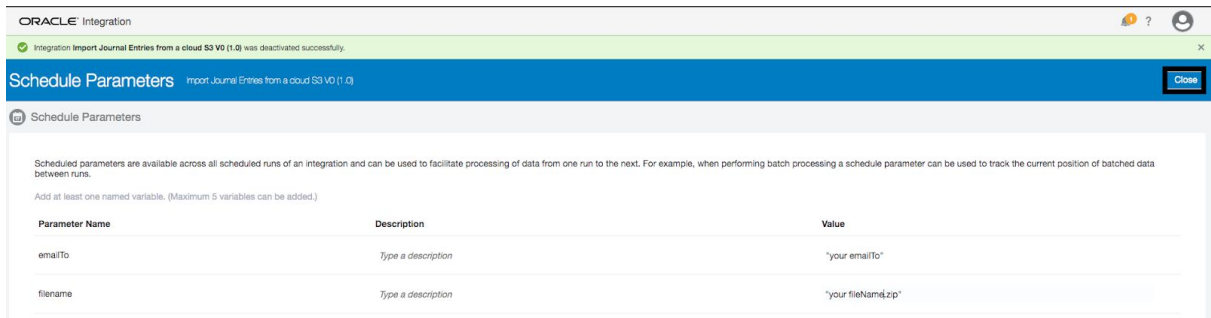 ORACLE® Integration
1 ?
Integration Import Journal Entries from a cloud S3 V0 (1.0) was deactivated successfully. ×
Schedule Parameters Import Journal Entries from a cloud S3 V0 (1.0) Close
Schedule Parameters
Scheduled parameters are available across all scheduled runs of an integration and can be used to facilitate processing of data from one run to the next. For example, when performing batch processing a schedule parameter can be used to track the current position of batched data
between runs.
Add at least one named variable. (Maximum 5 variables can be added.)
Parameter Name Description Value
emailTo Type a description "your emailTo"
filename Type a description "your fileName.zip"